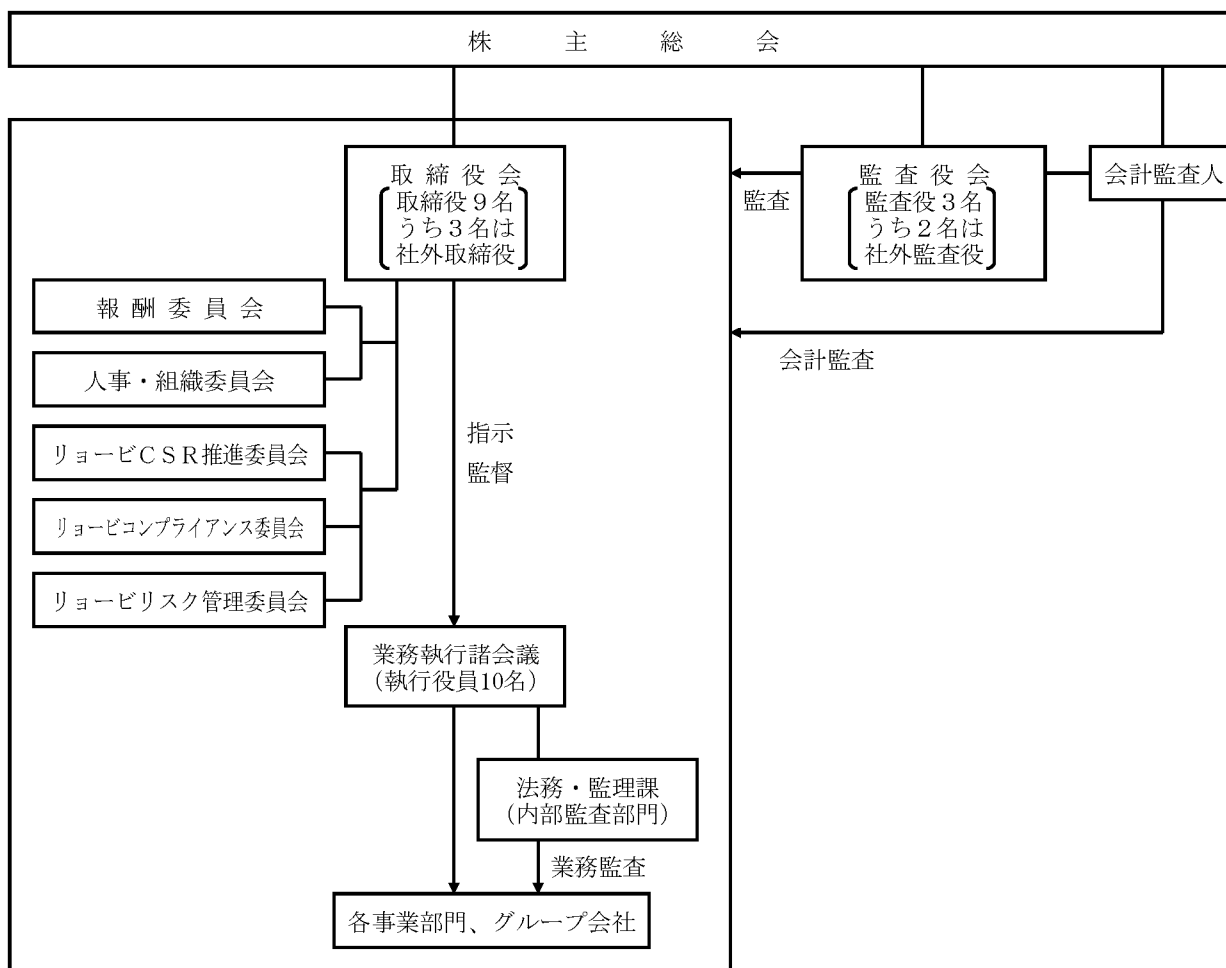 株主総会
取締役会
取締役9名
うち3名は
社外取締役
監査
監査役会
監査役3名
うち2名は
社外監査役
会計監査人
会計監査
報酬委員会
人事・組織委員会
リョービCSR推進委員会
リョービコンプライアンス委員会
リョービリスク管理委員会
指示
監督
業務執行諸会議
(執行役員10名)
法務・監理課
(内部監査部門)
業務監査
各事業部門、グループ会社